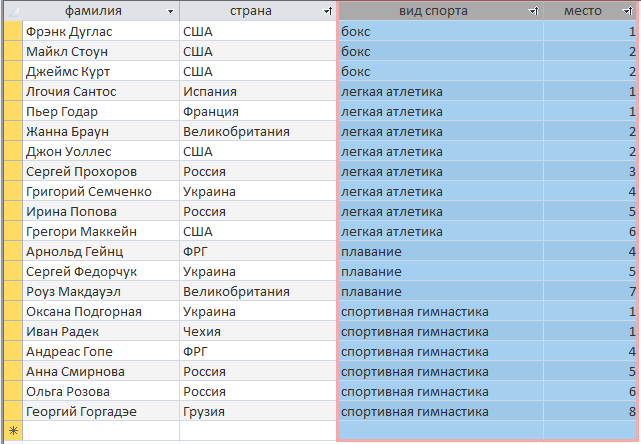 фамилия страна вид спорта место
Фрэнк Дуглас США бокс 1
Майкл Стоун США бокс 2
Джеймс Курт США бокс 2
Лгочия Сантос Испания легкая атлетика 1
Пьер Годар Франция легкая атлетика 1
Жанна Браун Великобритания легкая атлетика 2
Джон Уоллес США легкая атлетика 2
Сергей Прохоров Россия легкая атлетика 3
Григорий Семченко Украина легкая атлетика 4
Ирина Попова Россия легкая атлетика 5
Грегори Маккейн США легкая атлетика 6
Арнольд Гейнц ФРГ плавание 4
Сергей Федорчук Украина плавание 5
Роуз Макдауэл Великобритания плавание 7
Оксана Подгорная Украина спортивная гимнастика 1
Иван Радек Чехия спортивная гимнастика 1
Андреас Гопе ФРГ спортивная гимнастика 4
Анна Смирнова Россия спортивная гимнастика 5
Ольга Розова Россия спортивная гимнастика 6
Георгий Горгадэе Грузия спортивная гимнастика 8